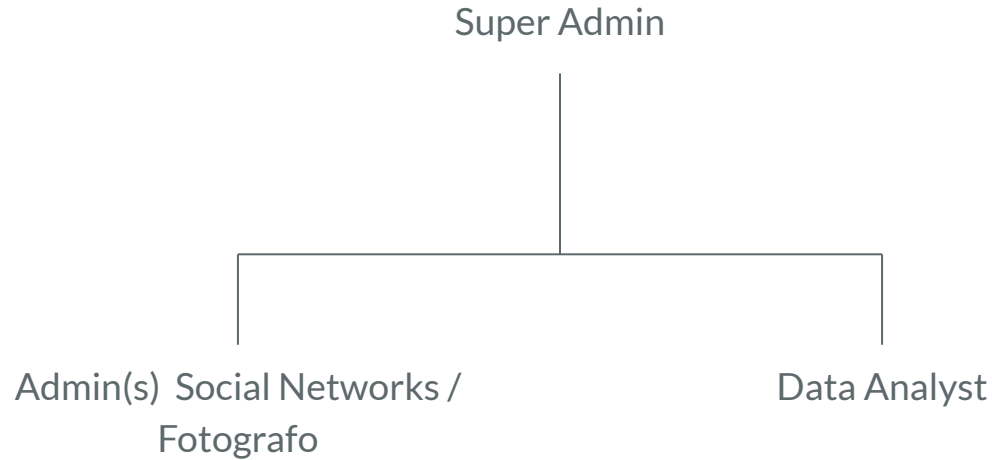 Super Admin
Admin(s) Social Networks /
Fotografo
Data Analyst